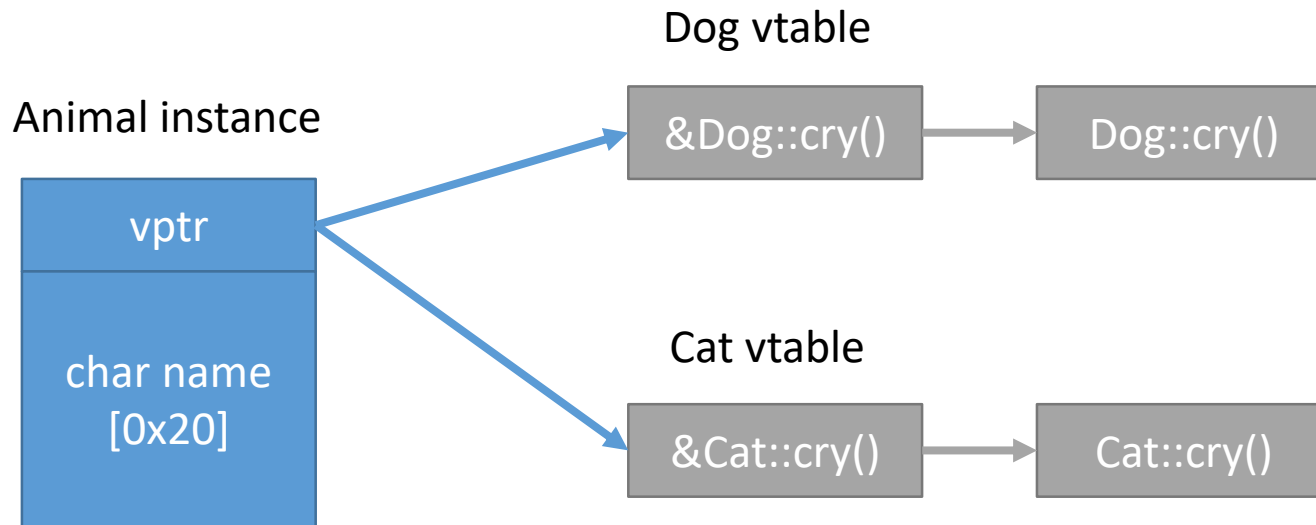 Dog vtable
Animal instance
&Dog::cry()
Dog::cry()
vptr
Cat vtable
char name
[0x20]
&Cat::cry()
Cat::cry()